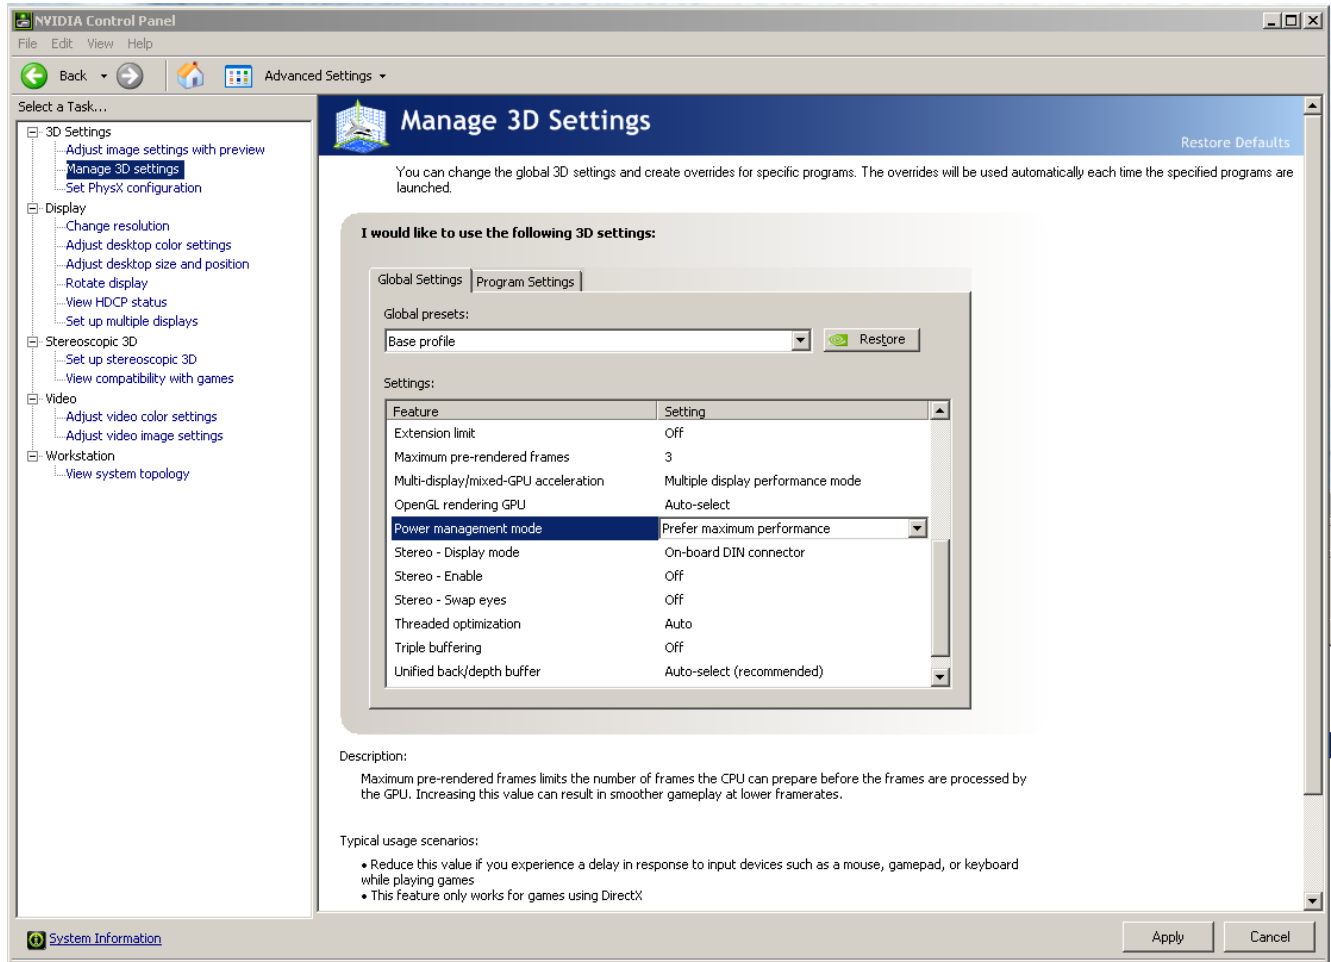 NVIDIA Control Panel
File Edit View Help
Back Advanced Settings
Select a Task...
3D Settings
Adjust image settings with preview
Manage 3D settings
Set PhysX configuration
Display
Change resolution
Adjust desktop color settings
Adjust desktop size and position
Rotate display
View HDCP status
Set up multiple displays
Stereoscopic 3D
Set up stereoscopic 3D
View compatibility with games
Video
Adjust video color settings
Adjust video image settings
Workstation
View system topology
Manage 3D Settings
Restore Defaults
You can change the global 3D settings and create overrides for specific programs. The overrides will be used automatically each time the specified programs are
launched.
I would like to use the following 3D settings:
Global Settings Program Settings
Global presets:
Base profile Restore
Settings:
Feature Setting
Extension limit Off
Maximum pre-rendered frames 3
Multi-display/mixed-GPU acceleration Multiple display performance mode
OpenGL rendering GPU Auto-select
Power management mode Prefer maximum performance
Stereo - Display mode On-board DIN connector
Stereo - Enable Off
Stereo - Swap eyes Off
Threaded optimization Auto
Triple buffering Off
Unified back/depth buffer Auto-select (recommended)
Description:
Maximum pre-rendered frames limits the number of frames the CPU can prepare before the frames are processed by
the GPU. Increasing this value can result in smoother gameplay at lower framerates.
Typical usage scenarios:
• Reduce this value if you experience a delay in response to input devices such as a mouse, gamepad, or keyboard
while playing games
• This feature only works for games using DirectX
System Information
Apply Cancel